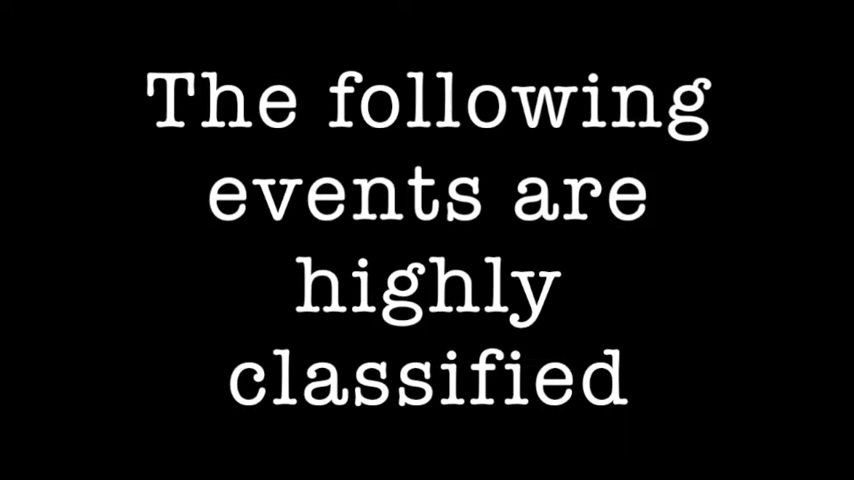 The following
events are
highly
classified